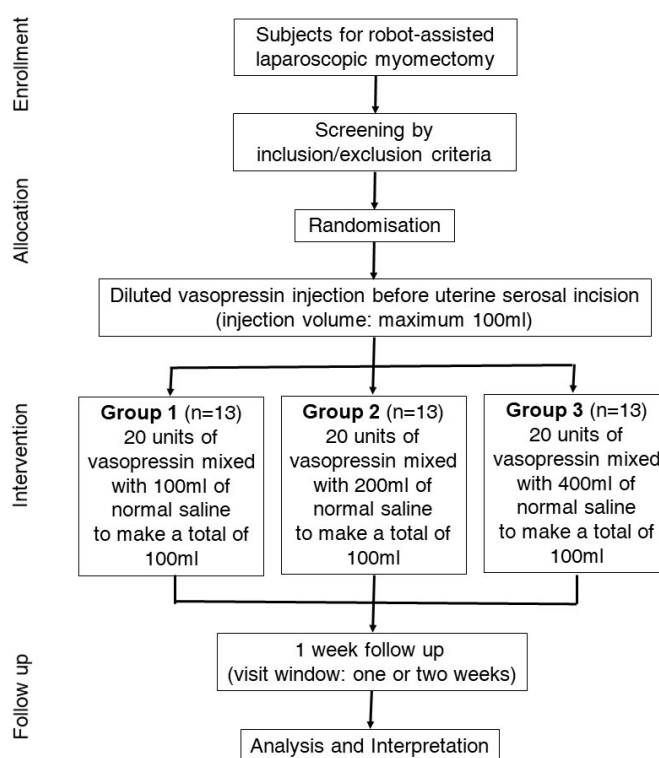 Enrollment
Subjects for robot-assisted
laparoscopic myomectomy
Screening by
inclusion/exclusion criteria
Allocation
Randomisation
Diluted vasopressin injection before uterine serosal incision
(injection volume: maximum 100ml)
Intervention
Group 1 (n=13)
20 units of
vasopressin mixed
with 100ml of
normal saline
to make a total of
100ml
Group 2 (n=13)
20 units of
vasopressin mixed
with 200ml of
normal saline
to make a total of
100ml
Group 3 (n=13)
20 units of
vasopressin mixed
with 400ml of
normal saline
to make a total of
100ml
Follow up
1 week follow up
(visit window: one or two weeks)
Analysis and Interpretation